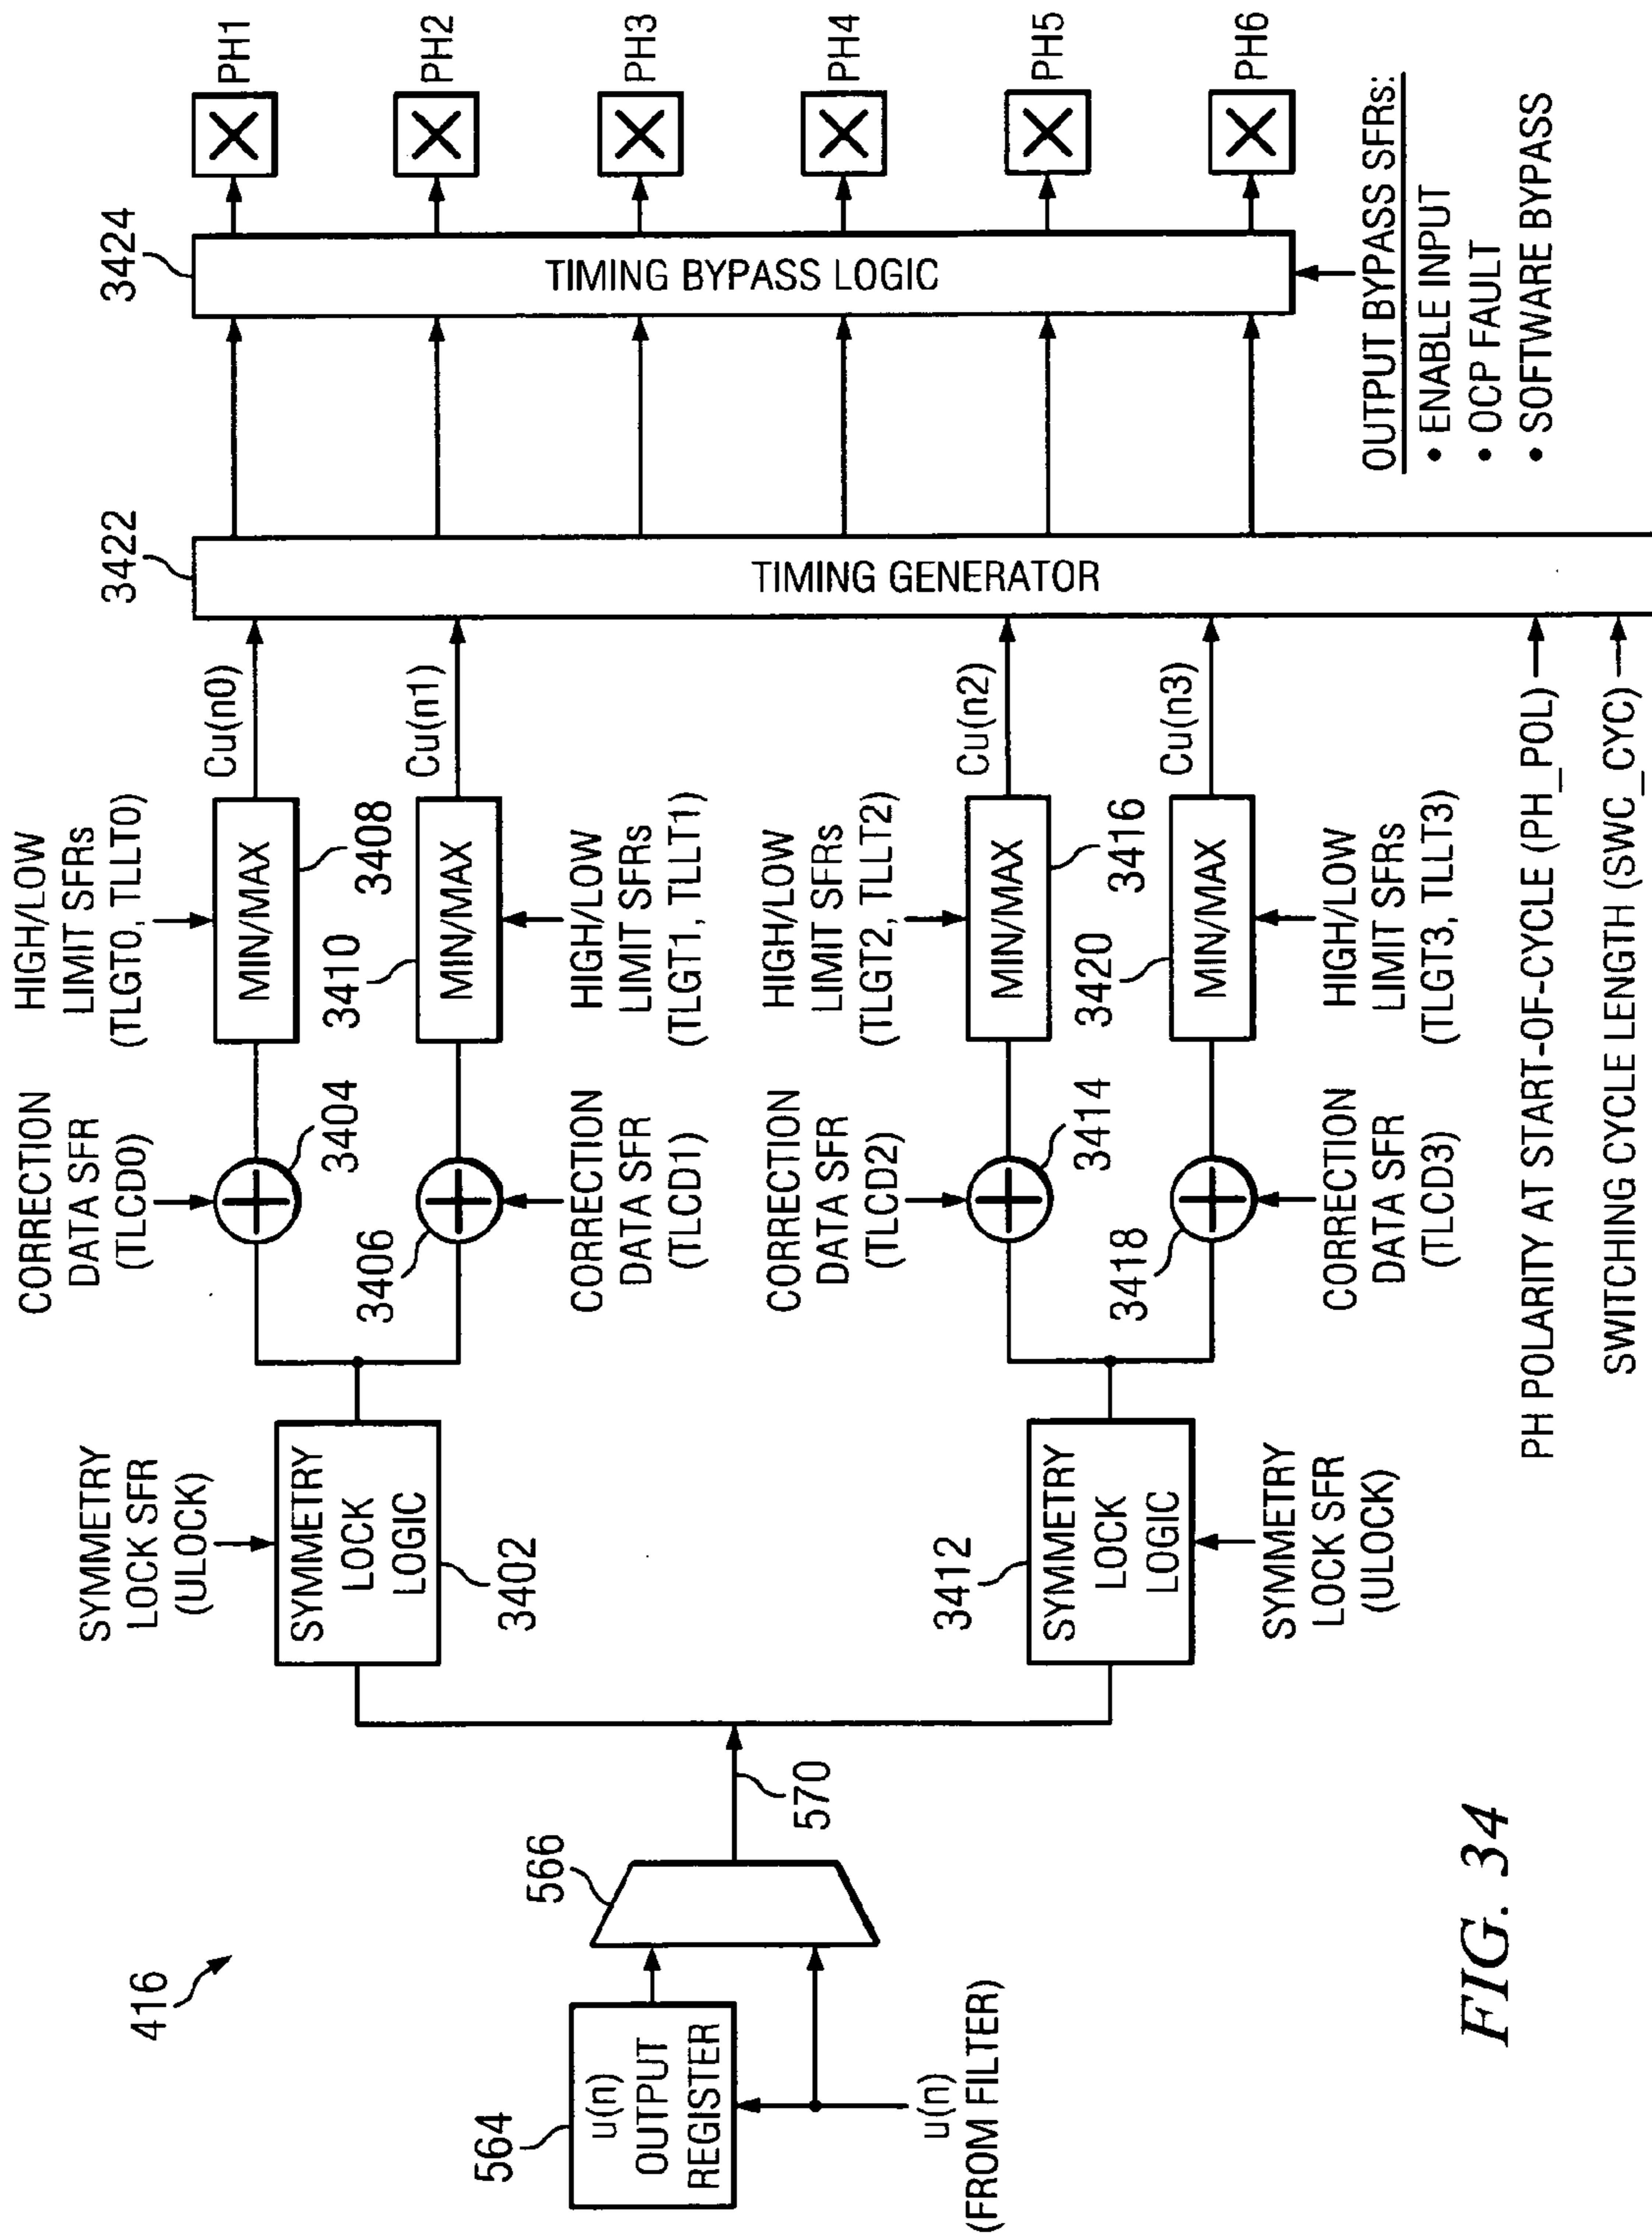 416
564
u(n)
OUTPUT
REGISTER
u(n)
(FROM FILTER)
566
570
SYMMETRY
LOCK SFR
(ULOCK)
SYMMETRY
LOCK
LOGIC
3402
3412
SYMMETRY
LOCK
LOGIC
SYMMETRY
LOCK SFR
(ULOCK)
CORRECTION
DATA SFR
(TLCD0)
3404
3406
CORRECTION
DATA SFR
(TLCD1)
CORRECTION
DATA SFR
(TLCD2)
3414
3418
CORRECTION
DATA SFR
(TLCD3)
HIGH/LOW
LIMIT SFRs
(TLGT0, TLLT0)
MIN/MAX
3408
3410
MIN/MAX
HIGH/LOW
LIMIT SFRs
(TLGT1, TLLT1)
HIGH/LOW
LIMIT SFRs
(TLGT2, TLLT2)
MIN/MAX
3416
3420
MIN/MAX
HIGH/LOW
LIMIT SFRs
(TLGT3, TLLT3)
Cu(n0)
Cu(n1)
Cu(n2)
Cu(n3)
PH POLARITY AT START-OF-CYCLE (PH_POL)
SWITCHING CYCLE LENGTH (SWC_CYC)
3422
TIMING GENERATOR
3424
TIMING BYPASS LOGIC
PH1
PH2
PH3
PH4
PH5
PH6
OUTPUT BYPASS SFRs:
• ENABLE INPUT
• OCP FAULT
• SOFTWARE BYPASS
FIG. 34